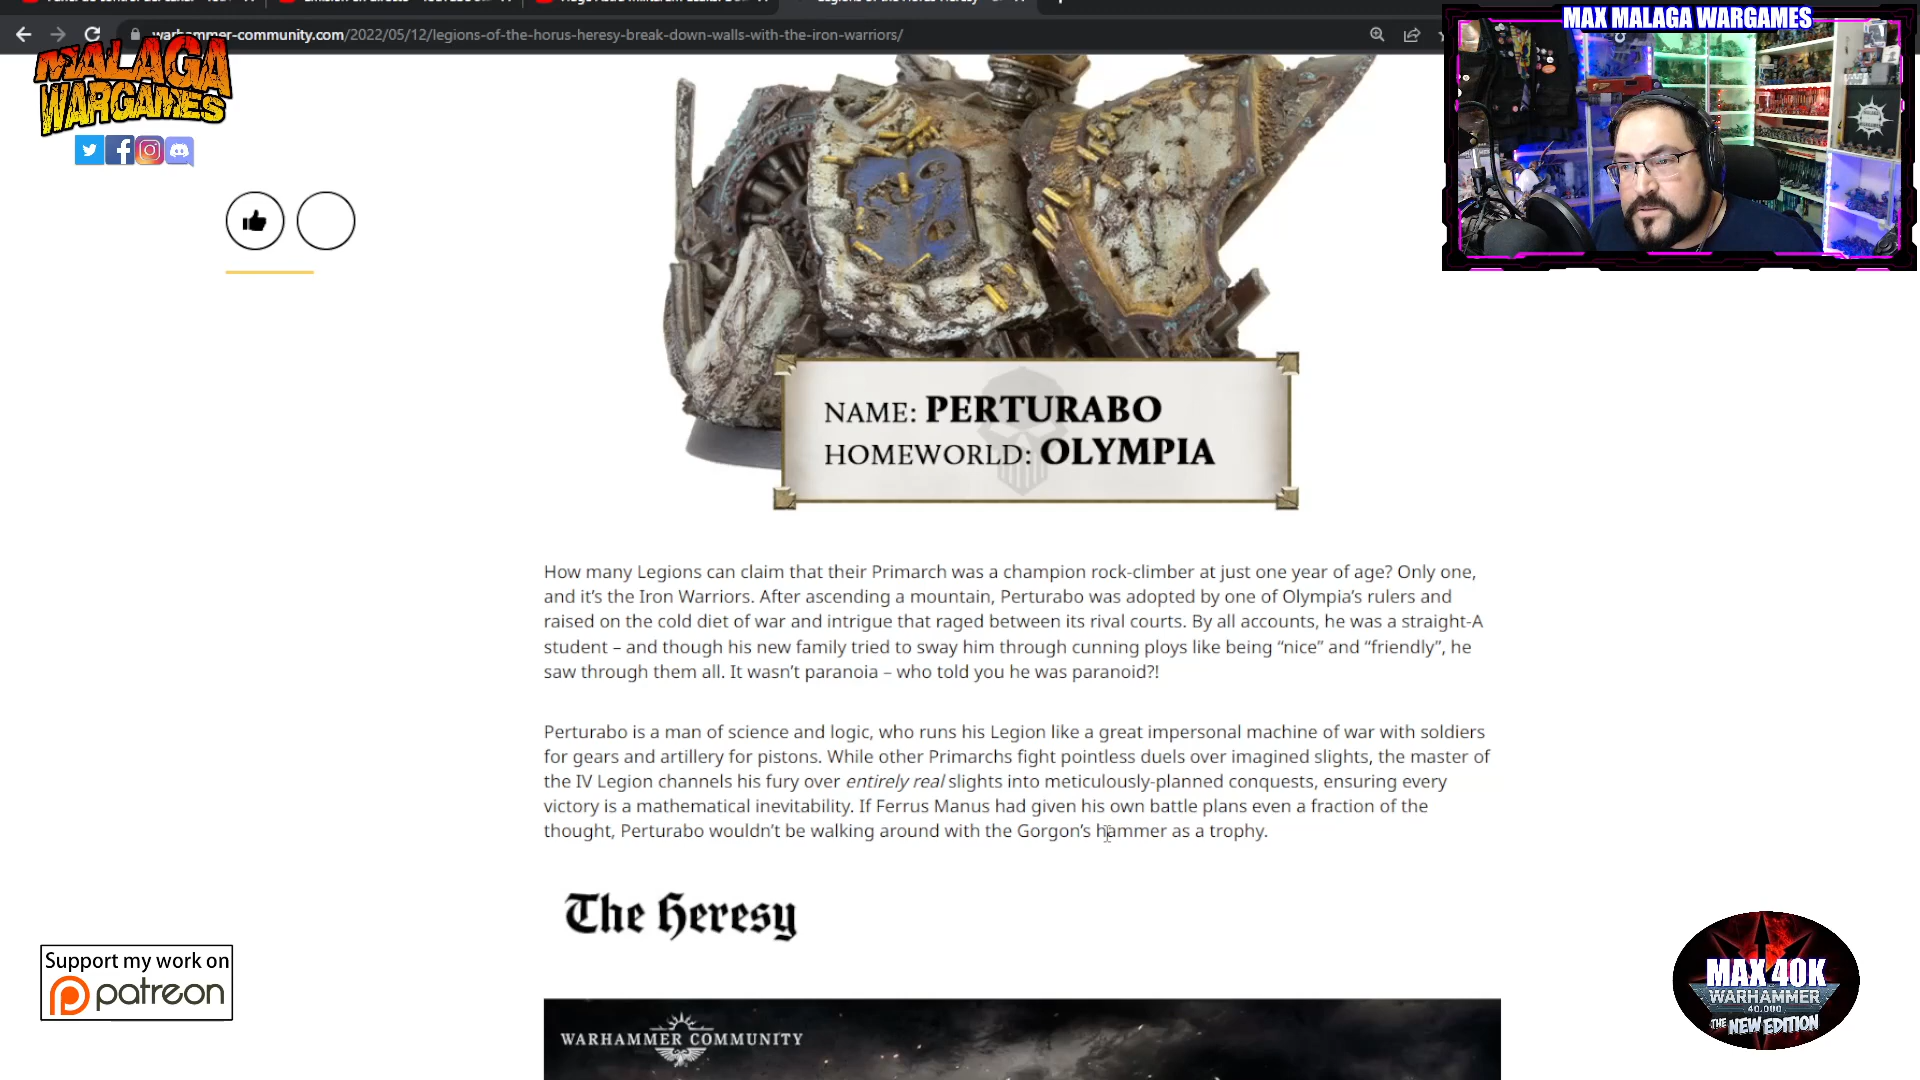 MAX MALAGA WARGAMES
warhammer-community.com/2022/05/12/legions-of-the-horus-heresy-break-down-walls-with-the-iron-warriors/
MALAGA
WARGAMES
NAME: PERTURABO
HOMEWORLD: OLYMPIA
How many Legions can claim that their Primarch was a champion rock-climber at just one year of age? Only one,
and it’s the Iron Warriors. After ascending a mountain, Perturabo was adopted by one of Olympia’s rulers and
raised on the cold diet of war and intrigue that raged between its rival courts. By all accounts, he was a straight-A
student – and though his new family tried to sway him through cunning ploys like being “nice” and “friendly”, he
saw through them all. It wasn’t paranoia – who told you he was paranoid?!
Perturabo is a man of science and logic, who runs his Legion like a great impersonal machine of war with soldiers
for gears and artillery for pistons. While other Primarchs fight pointless duels over imagined slights, the master of
the IV Legion channels his fury over entirely real slights into meticulously-planned conquests, ensuring every
victory is a mathematical inevitability. If Ferrus Manus had given his own battle plans even a fraction of the
thought, Perturabo wouldn’t be walking around with the Gorgon’s hammer as a trophy.
The Heresy
Support my work on
patreon
MAX 40K
WARHAMMER
40,000
THE NEW EDITION
WARHAMMER COMMUNITY